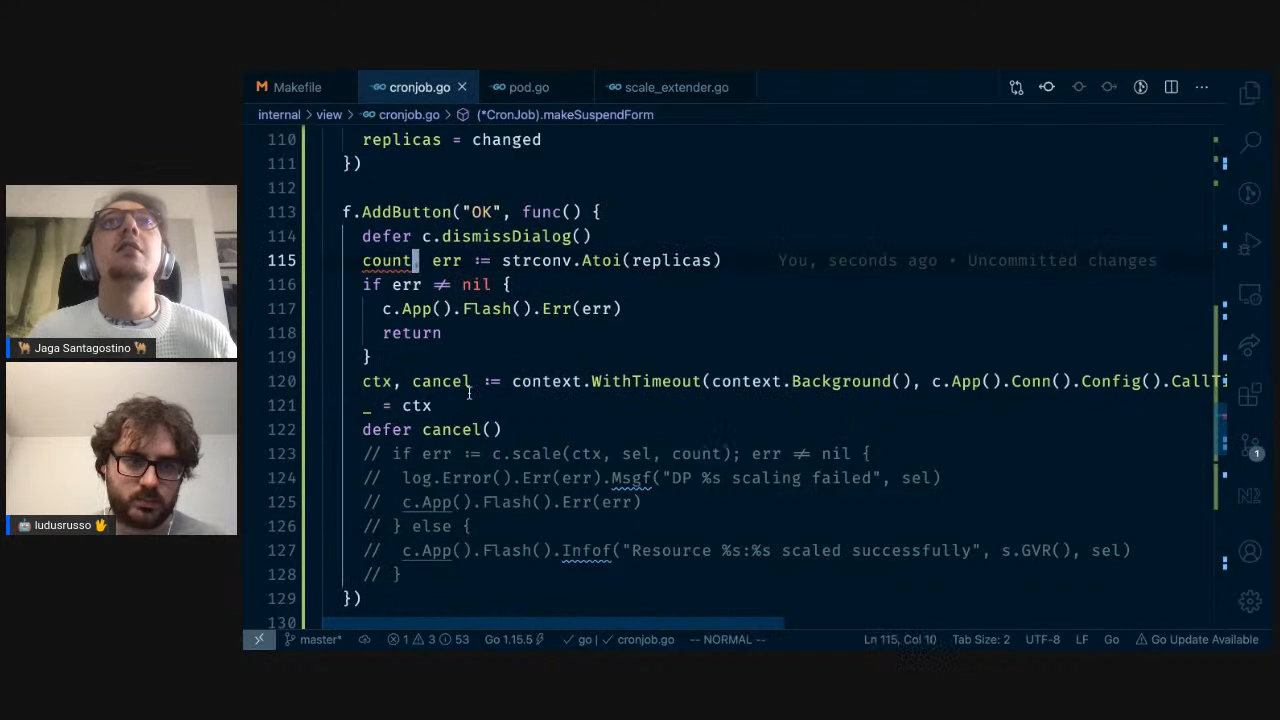 Makefile cronjob.go pod.go scale_extender.go
internal > view > cronjob.go > (*CronJob).makeSuspendForm
110 replicas = changed
111 })
112
113 f.AddButton("OK", func() {
114 defer c.dismissDialog()
115 count, err := strconv.Atoi(replicas) You, seconds ago • Uncommitted changes
116 if err ≠ nil {
117 c.App().Flash().Err(err)
118 return
119 }
120 ctx, cancel := context.WithTimeout(context.Background(), c.App().Conn().Config().CallTi
121 _ = ctx
122 defer cancel()
123 // if err := c.scale(ctx, sel, count); err ≠ nil {
124 // log.Error().Err(err).Msgf("DP %s scaling failed", sel)
125 // c.App().Flash().Err(err)
126 // } else {
127 // c.App().Flash().Infof("Resource %s:%s scaled successfully", s.GVR(), sel)
128 // }
129 })
130
master* 1 3 53 Go 1.15.5 go | cronjob.go -- NORMAL -- Ln 115, Col 10 Tab Size: 2 UTF-8 LF Go Go Update Available
1
N2
Jaga Santagostino
ludusrusso